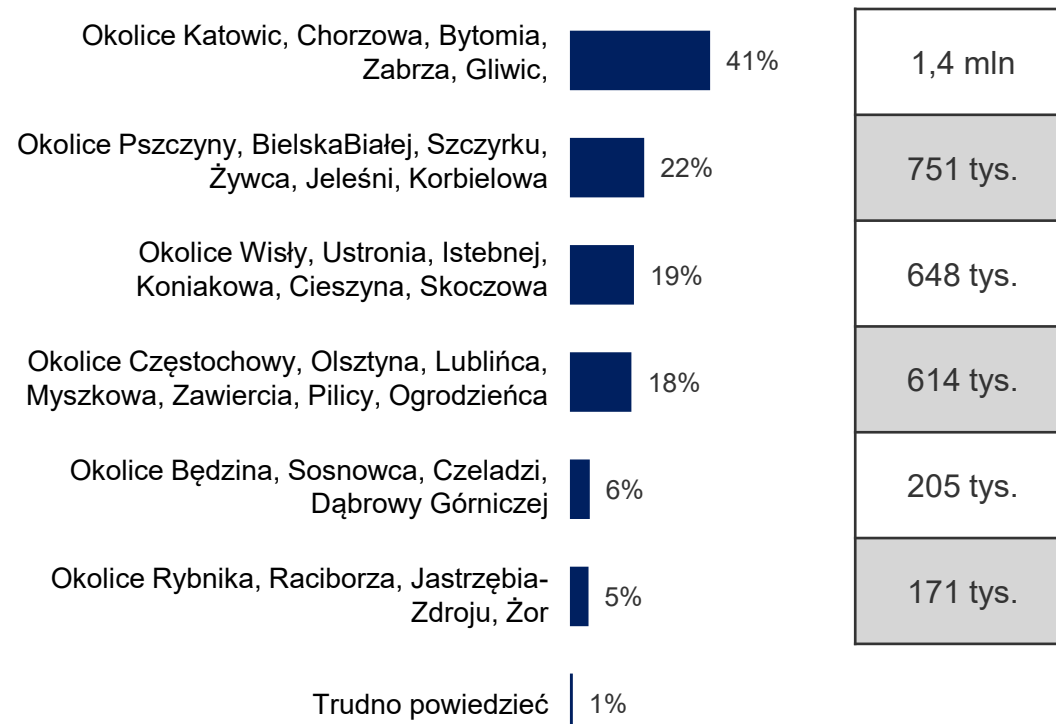 Okolice Katowic, Chorzowa, Bytomia,
Zabrza, Gliwic,
41%
1,4 mln
Okolice Pszczyny, BielskaBiałej, Szczyrku,
Żywca, Jeleśni, Korbielowa
22%
751 tys.
Okolice Wisły, Ustronia, Istebnej,
Koniakowa, Cieszyna, Skoczowa
19%
648 tys.
Okolice Częstochowy, Olsztyna, Lublińca,
Myszkowa, Zawiercia, Pilicy, Ogrodzieńca
18%
614 tys.
Okolice Będzina, Sosnowca, Czeladzi,
Dąbrowy Górniczej
6%
205 tys.
Okolice Rybnika, Raciborza, Jastrzębia-
Zdroju, Żor
5%
171 tys.
Trudno powiedzieć
1%